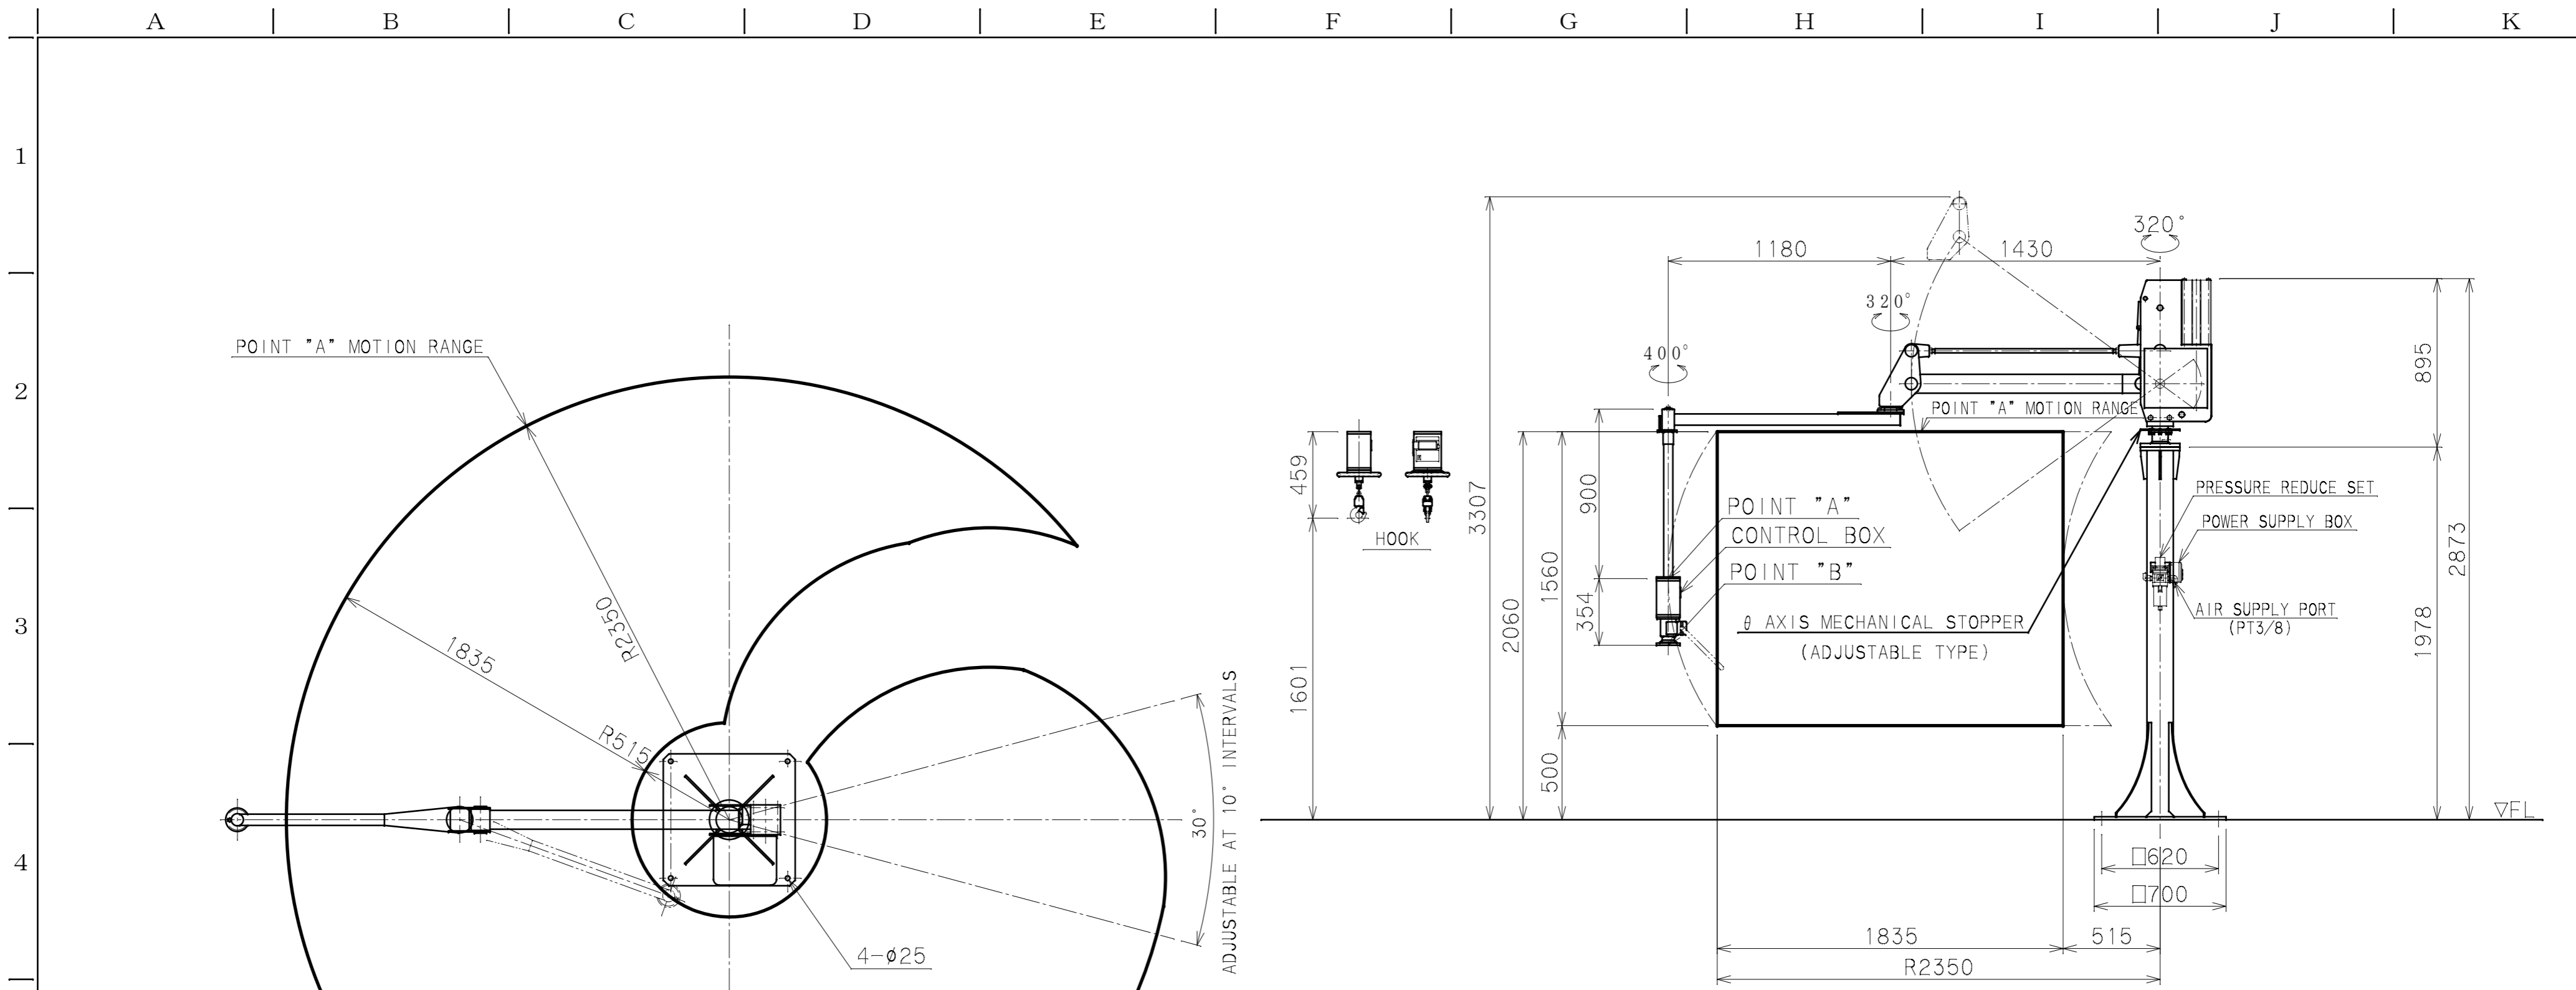 A B C D E F G H I J K
1
2
3
4
POINT "A" MOTION RANGE
R2350
1835
R515
4-ø25
30°
ADJUSTABLE AT 10° INTERVALS
459
1601
HOOK
3307
2060
1560
500
900
354
1180
1430
320°
320°
400°
POINT "A" MOTION RANGE
POINT "A"
CONTROL BOX
POINT "B"
θ AXIS MECHANICAL STOPPER
(ADJUSTABLE TYPE)
PRESSURE REDUCE SET
POWER SUPPLY BOX
AIR SUPPLY PORT
(PT3/8)
895
2873
1978
▽FL
□620
□700
1835
515
R2350